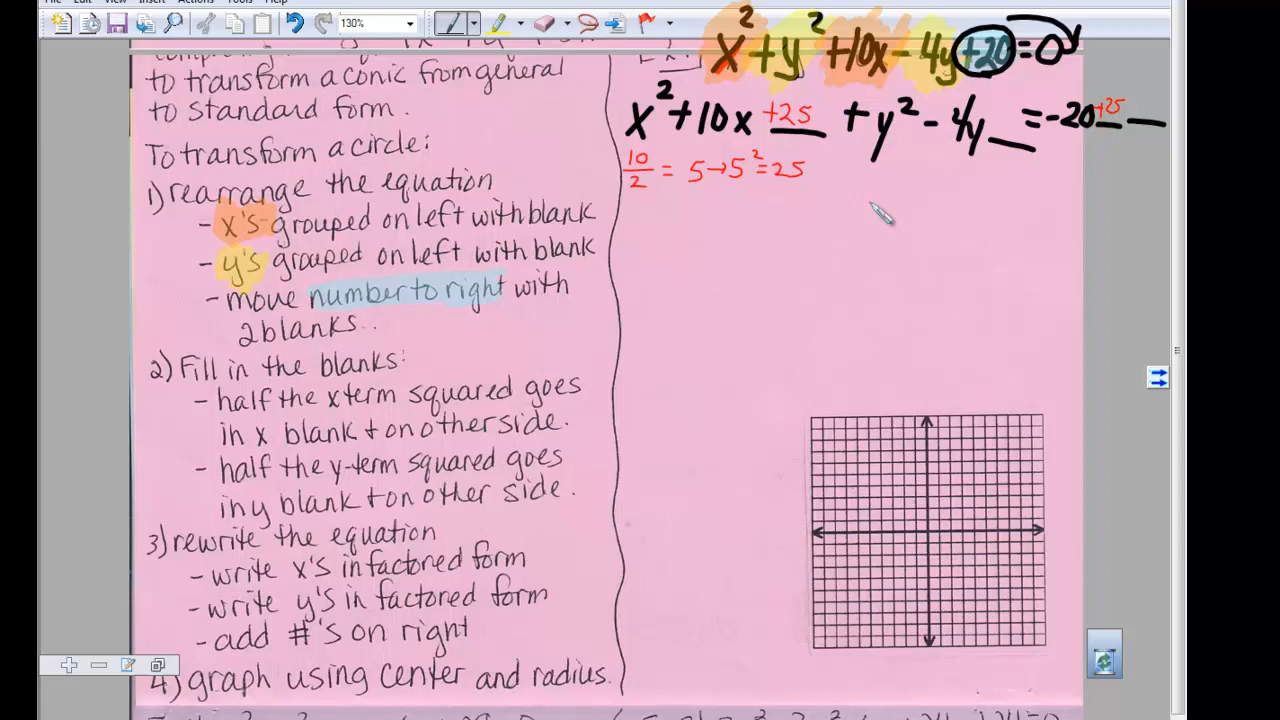 130%
to transform a conic from general
to standard form.
To transform a circle:
1) rearrange the equation
- x's - grouped on left with blank
- y's grouped on left with blank
- move number to right with
2 blanks..
2) Fill in the blanks:
- half the x term squared goes
in x blank + on other side.
- half the y-term squared goes
in y blank + on other side.
3) rewrite the equation
- write x's in factored form
- write y's in factored form
- add #'s on right
4) graph using center and radius.
x² + y² + 10x - 4y + 20 = 0
x² + 10x +25 + y² - 4y __ = -20 +25 __
10/2 = 5 → 5² = 25